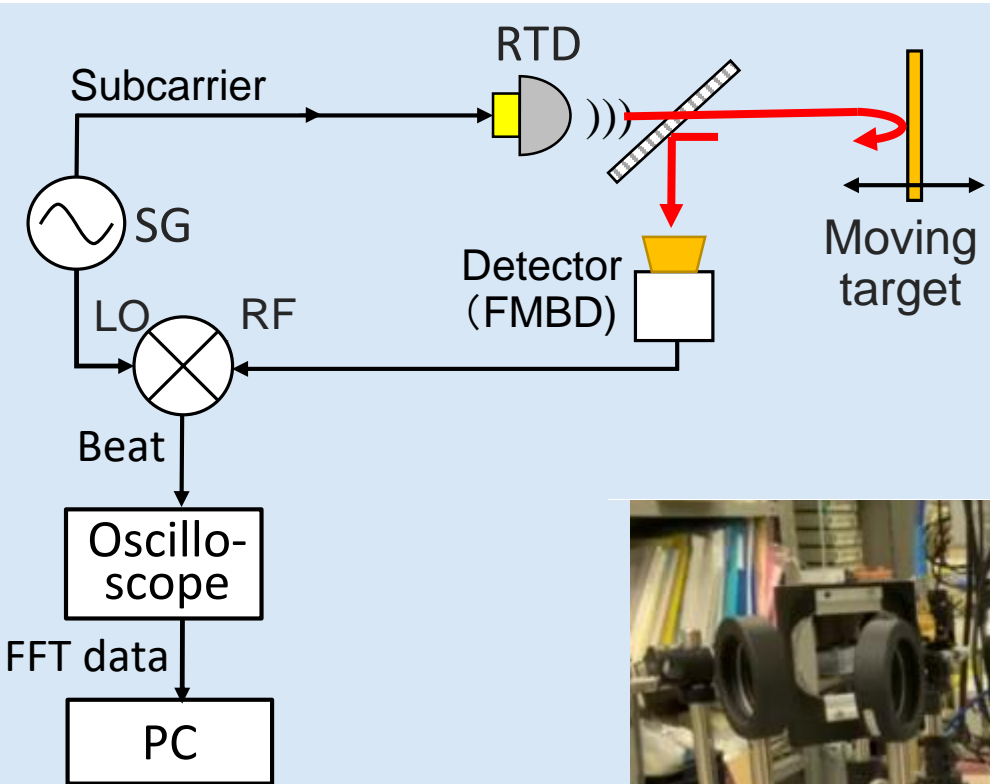 RTD
Subcarrier
SG
Moving
target
Detector
（FMBD)
LO
RF
Beat
Oscillo-
scope
FFT data
PC